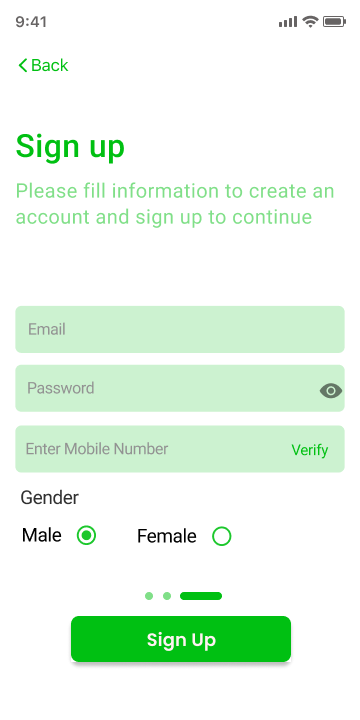 9:41
Back
Sign up
Please fill information to create an
account and sign up to continue
Email
Password
Enter Mobile Number Verify
Gender
Male Female
Sign Up